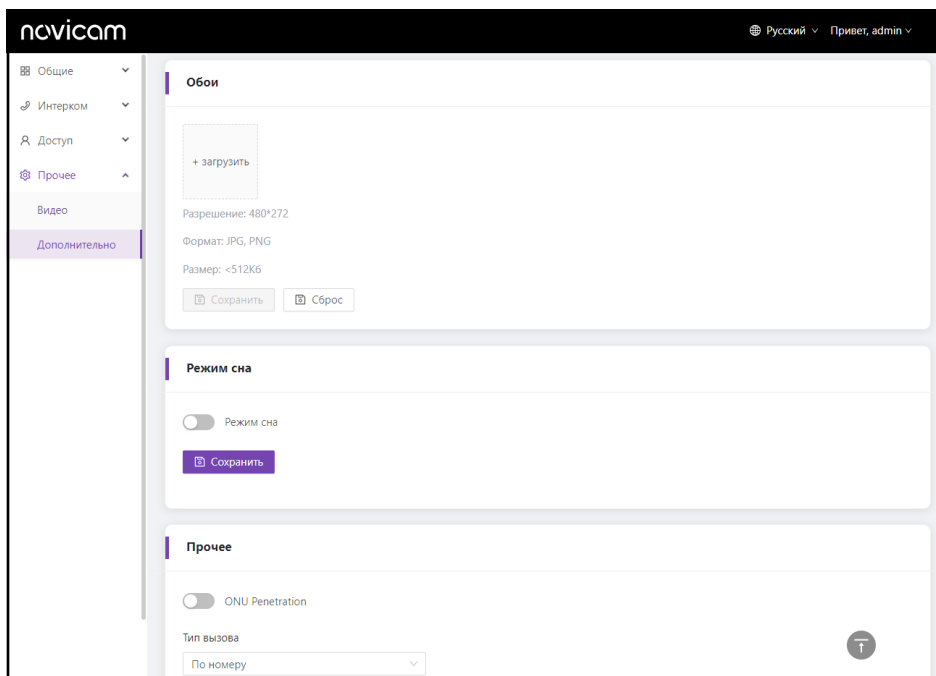 novicam
Русский
Привет, admin
Общие
Интерком
Доступ
Прочее
Видео
Дополнительно
Обои
+ загрузить
Разрешение: 480*272
Формат: JPG, PNG
Размер: <512Кб
Сохранить
Сброс
Режим сна
Режим сна
Сохранить
Прочее
ONU Penetration
Тип вызова
По номеру